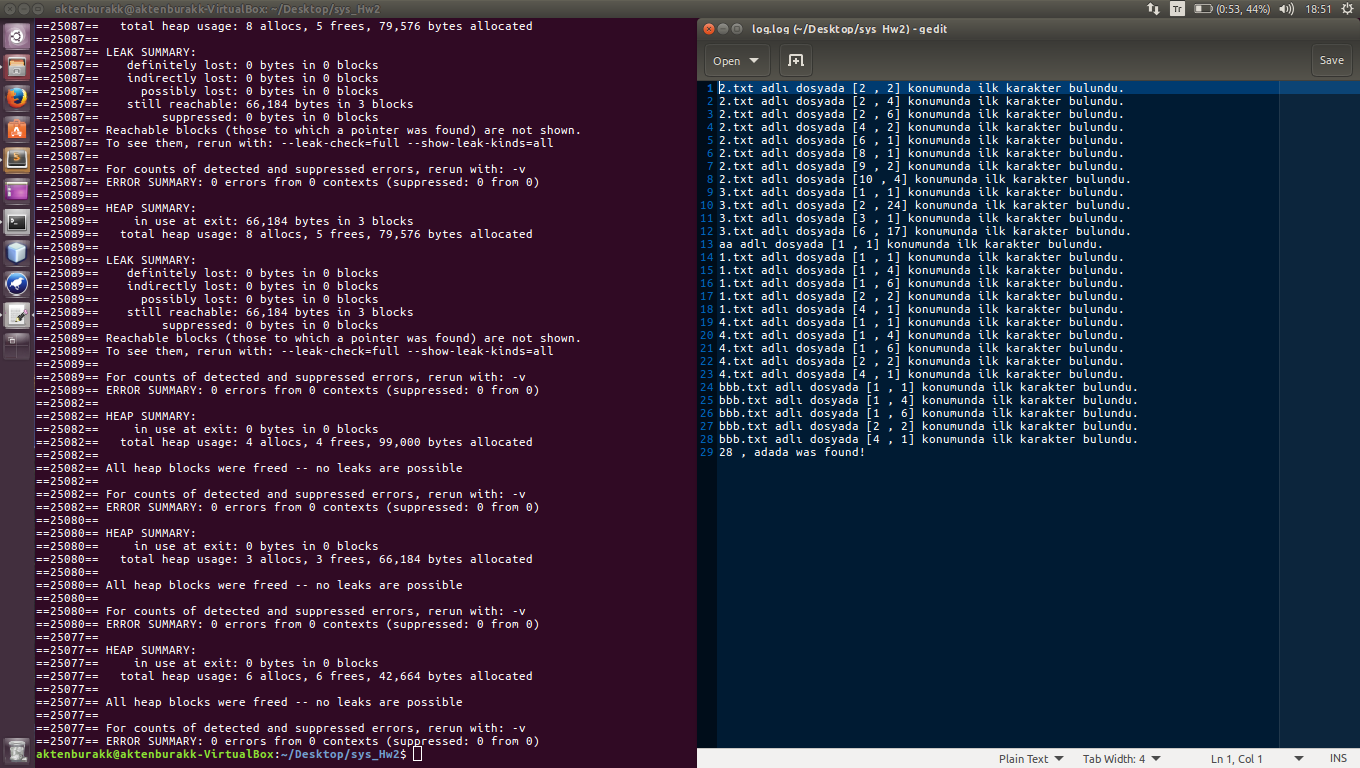 aktenburakk@aktenburakk-VirtualBox: ~/Desktop/sys_Hw2
Tr
(0:53, 44%)
18:51
==25087==   total heap usage: 8 allocs, 5 frees, 79,576 bytes allocated
==25087==
==25087== LEAK SUMMARY:
==25087==    definitely lost: 0 bytes in 0 blocks
==25087==    indirectly lost: 0 bytes in 0 blocks
==25087==      possibly lost: 0 bytes in 0 blocks
==25087==    still reachable: 66,184 bytes in 3 blocks
==25087==         suppressed: 0 bytes in 0 blocks
==25087== Reachable blocks (those to which a pointer was found) are not shown.
==25087== To see them, rerun with: --leak-check=full --show-leak-kinds=all
==25087==
==25087== For counts of detected and suppressed errors, rerun with: -v
==25087== ERROR SUMMARY: 0 errors from 0 contexts (suppressed: 0 from 0)
==25089==
==25089== HEAP SUMMARY:
==25089==     in use at exit: 66,184 bytes in 3 blocks
==25089==   total heap usage: 8 allocs, 5 frees, 79,576 bytes allocated
==25089==
==25089== LEAK SUMMARY:
==25089==    definitely lost: 0 bytes in 0 blocks
==25089==    indirectly lost: 0 bytes in 0 blocks
==25089==      possibly lost: 0 bytes in 0 blocks
==25089==    still reachable: 66,184 bytes in 3 blocks
==25089==         suppressed: 0 bytes in 0 blocks
==25089== Reachable blocks (those to which a pointer was found) are not shown.
==25089== To see them, rerun with: --leak-check=full --show-leak-kinds=all
==25089==
==25089== For counts of detected and suppressed errors, rerun with: -v
==25089== ERROR SUMMARY: 0 errors from 0 contexts (suppressed: 0 from 0)
==25082==
==25082== HEAP SUMMARY:
==25082==     in use at exit: 0 bytes in 0 blocks
==25082==   total heap usage: 4 allocs, 4 frees, 99,000 bytes allocated
==25082==
==25082== All heap blocks were freed -- no leaks are possible
==25082==
==25082== For counts of detected and suppressed errors, rerun with: -v
==25082== ERROR SUMMARY: 0 errors from 0 contexts (suppressed: 0 from 0)
==25080==
==25080== HEAP SUMMARY:
==25080==     in use at exit: 0 bytes in 0 blocks
==25080==   total heap usage: 3 allocs, 3 frees, 66,184 bytes allocated
==25080==
==25080== All heap blocks were freed -- no leaks are possible
==25080==
==25080== For counts of detected and suppressed errors, rerun with: -v
==25080== ERROR SUMMARY: 0 errors from 0 contexts (suppressed: 0 from 0)
==25077==
==25077== HEAP SUMMARY:
==25077==     in use at exit: 0 bytes in 0 blocks
==25077==   total heap usage: 6 allocs, 6 frees, 42,664 bytes allocated
==25077==
==25077== All heap blocks were freed -- no leaks are possible
==25077==
==25077== For counts of detected and suppressed errors, rerun with: -v
==25077== ERROR SUMMARY: 0 errors from 0 contexts (suppressed: 0 from 0)
aktenburakk@aktenburakk-VirtualBox:~/Desktop/sys_Hw2$
log.log (~/Desktop/sys_Hw2) - gedit
Open
Save
1 2.txt adlı dosyada [2 , 2] konumunda ilk karakter bulundu.
2 2.txt adlı dosyada [2 , 4] konumunda ilk karakter bulundu.
3 2.txt adlı dosyada [2 , 6] konumunda ilk karakter bulundu.
4 2.txt adlı dosyada [4 , 2] konumunda ilk karakter bulundu.
5 2.txt adlı dosyada [6 , 1] konumunda ilk karakter bulundu.
6 2.txt adlı dosyada [8 , 1] konumunda ilk karakter bulundu.
7 2.txt adlı dosyada [9 , 2] konumunda ilk karakter bulundu.
8 2.txt adlı dosyada [10 , 4] konumunda ilk karakter bulundu.
9 3.txt adlı dosyada [1 , 1] konumunda ilk karakter bulundu.
10 3.txt adlı dosyada [2 , 24] konumunda ilk karakter bulundu.
11 3.txt adlı dosyada [3 , 1] konumunda ilk karakter bulundu.
12 3.txt adlı dosyada [6 , 17] konumunda ilk karakter bulundu.
13 aa adlı dosyada [1 , 1] konumunda ilk karakter bulundu.
14 1.txt adlı dosyada [1 , 1] konumunda ilk karakter bulundu.
15 1.txt adlı dosyada [1 , 4] konumunda ilk karakter bulundu.
16 1.txt adlı dosyada [1 , 6] konumunda ilk karakter bulundu.
17 1.txt adlı dosyada [2 , 2] konumunda ilk karakter bulundu.
18 1.txt adlı dosyada [4 , 1] konumunda ilk karakter bulundu.
19 4.txt adlı dosyada [1 , 1] konumunda ilk karakter bulundu.
20 4.txt adlı dosyada [1 , 4] konumunda ilk karakter bulundu.
21 4.txt adlı dosyada [1 , 6] konumunda ilk karakter bulundu.
22 4.txt adlı dosyada [2 , 2] konumunda ilk karakter bulundu.
23 4.txt adlı dosyada [4 , 1] konumunda ilk karakter bulundu.
24 bbb.txt adlı dosyada [1 , 1] konumunda ilk karakter bulundu.
25 bbb.txt adlı dosyada [1 , 4] konumunda ilk karakter bulundu.
26 bbb.txt adlı dosyada [1 , 6] konumunda ilk karakter bulundu.
27 bbb.txt adlı dosyada [2 , 2] konumunda ilk karakter bulundu.
28 bbb.txt adlı dosyada [4 , 1] konumunda ilk karakter bulundu.
29 28 , adada was found!
Plain Text
Tab Width: 4
Ln 1, Col 1
INS